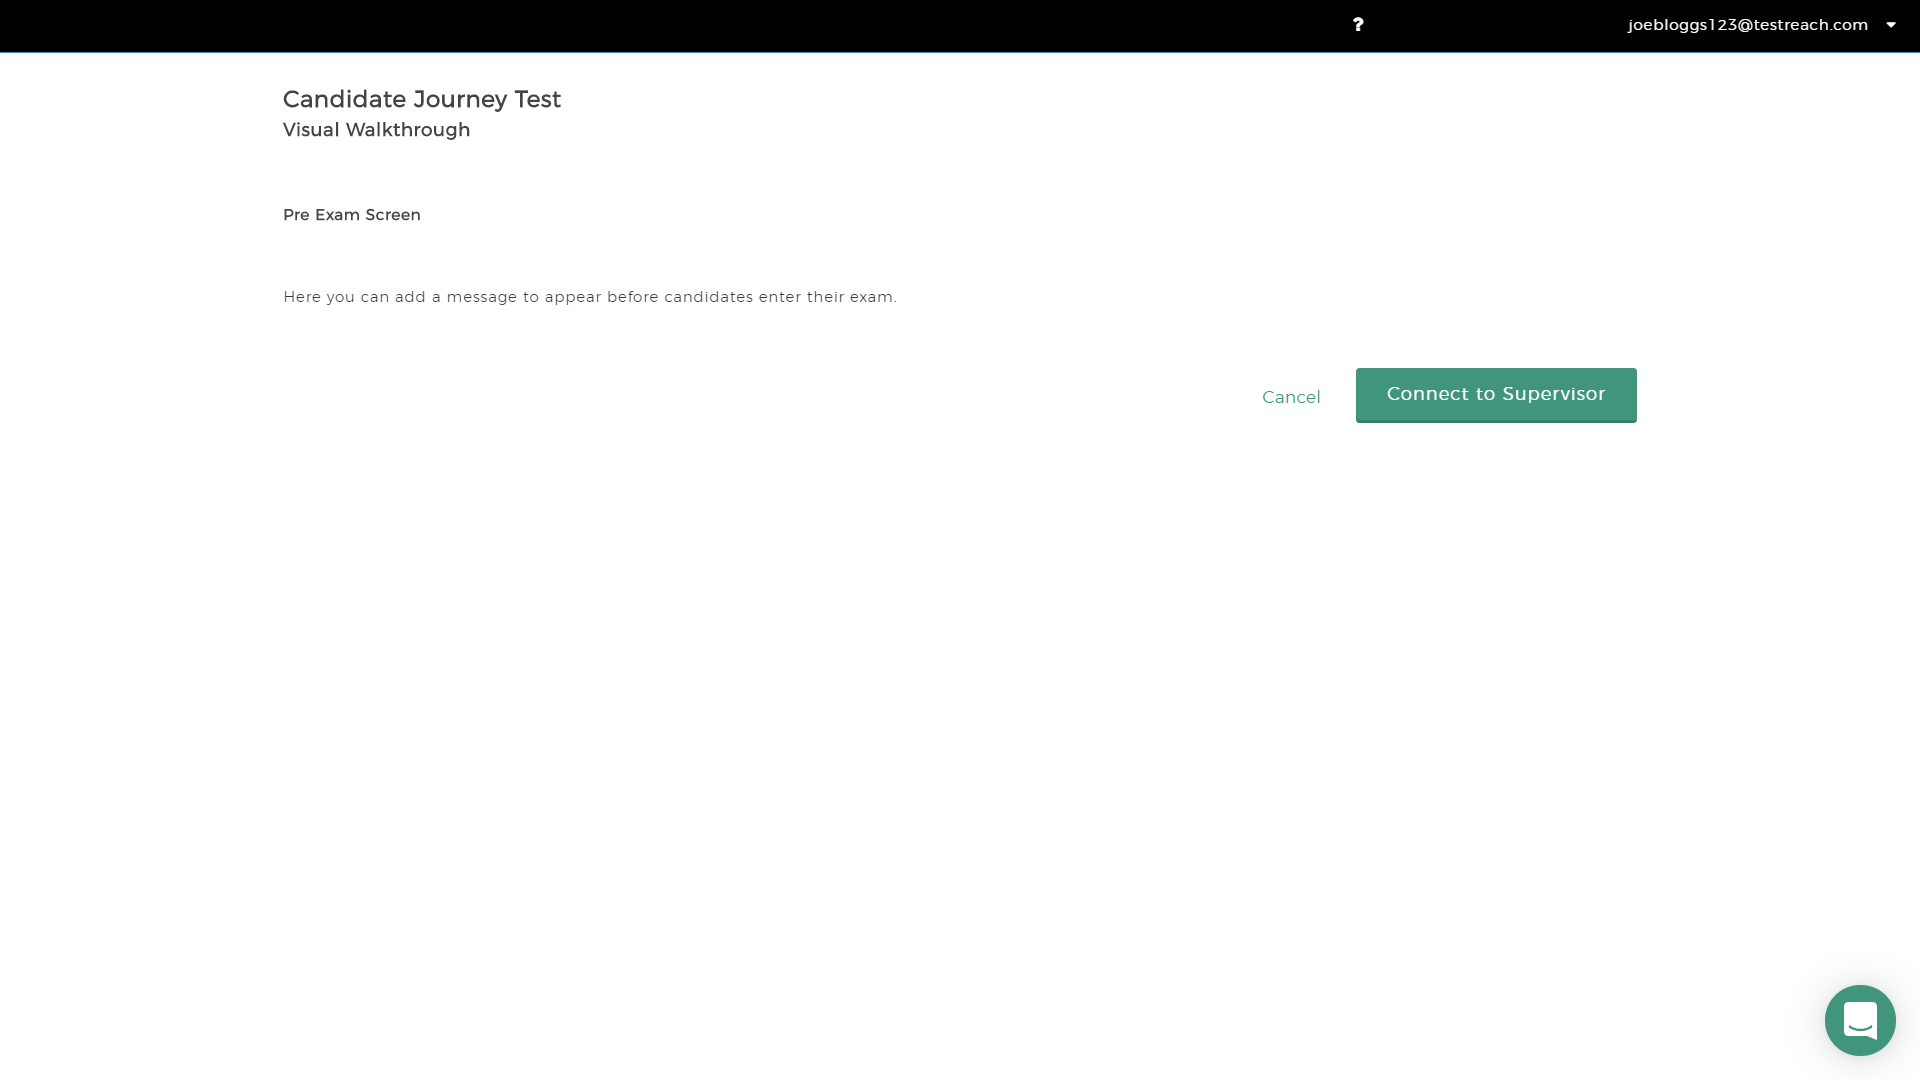 ?
joebloggs123@testreach.com
Candidate Journey Test
Visual Walkthrough
Pre Exam Screen
Here you can add a message to appear before candidates enter their exam.
Cancel
Connect to Supervisor